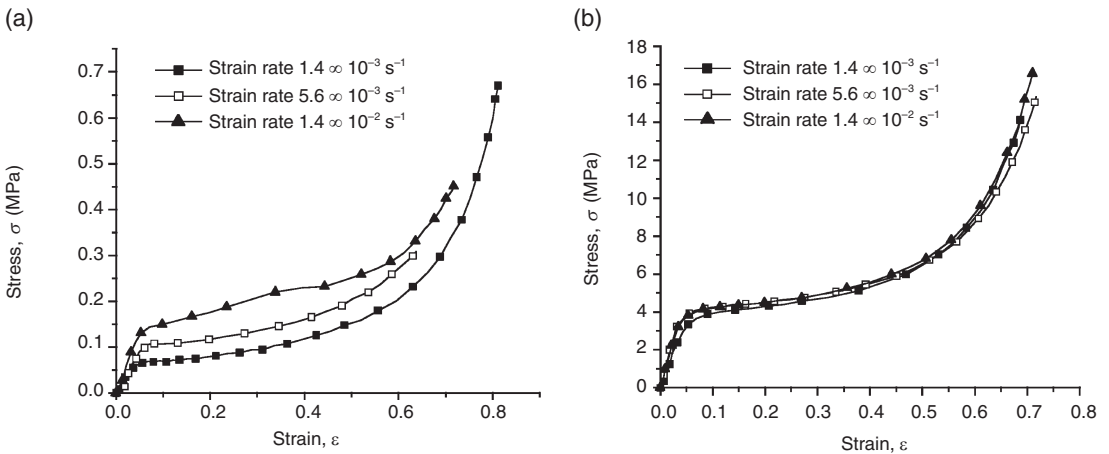 (a)
Strain rate 1.4 ∞ 10⁻³ s⁻¹
Strain rate 5.6 ∞ 10⁻³ s⁻¹
Strain rate 1.4 ∞ 10⁻² s⁻¹
0.7
0.6
0.5
0.4
0.3
0.2
0.1
0.0
Stress, σ (MPa)
0.0 0.2 0.4 0.6 0.8
Strain, ε
(b)
Strain rate 1.4 ∞ 10⁻³ s⁻¹
Strain rate 5.6 ∞ 10⁻³ s⁻¹
Strain rate 1.4 ∞ 10⁻² s⁻¹
18
16
14
12
10
8
6
4
2
0
Stress, σ (MPa)
0.0 0.1 0.2 0.3 0.4 0.5 0.6 0.7 0.8
Strain, ε